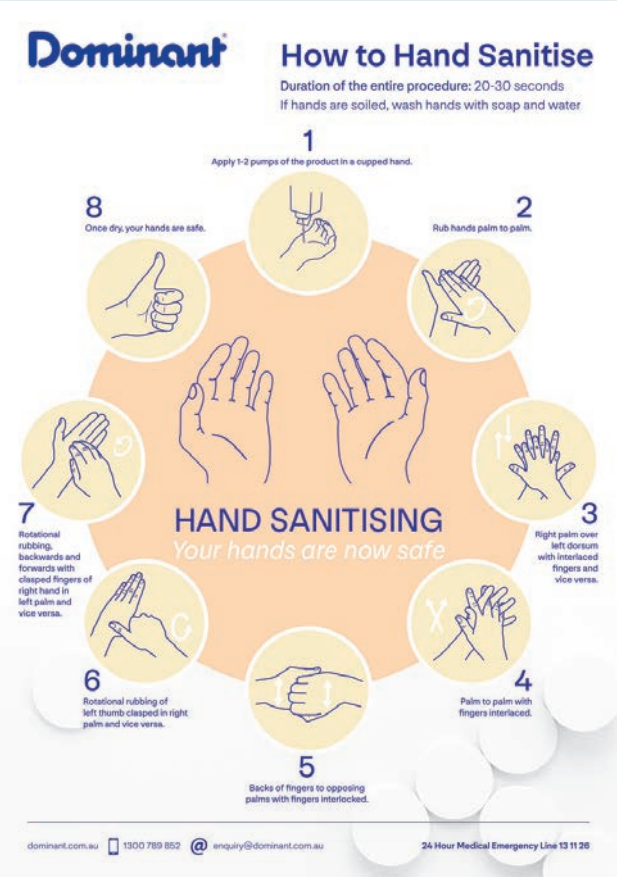 Dominant
How to Hand Sanitise
Duration of the entire procedure: 20-30 seconds
If hands are soiled, wash hands with soap and water
1
Apply 1-2 pumps of the product in a cupped hand.
2
Rub hands palm to palm.
3
Right palm over
left dorsum
with interlaced
fingers and
vice versa.
4
Palm to palm with
fingers interlaced.
5
Backs of fingers to opposing
palms with fingers interlocked.
6
Rotational rubbing of
left thumb clasped in right
palm and vice versa.
7
Rotational
rubbing,
backwards and
forwards with
clasped fingers of
right hand in
left palm and
vice versa.
8
Once dry, your hands are safe.
HAND SANITISING
Your hands are now safe
dominant.com.au 1300 789 852 @ enquiry@dominant.com.au 24 Hour Medical Emergency Line 13 11 26